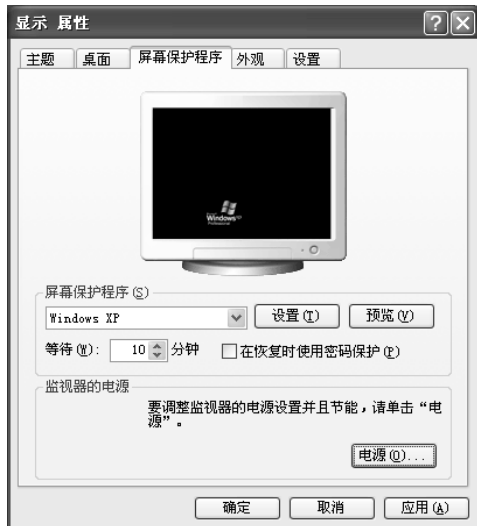 显示 属性
主题 桌面 屏幕保护程序 外观 设置
Windows xp
Professional
屏幕保护程序(S)
Windows XP 设置(T) 预览(V)
等待(W): 10 分钟 在恢复时使用密码保护(P)
监视器的电源
要调整监视器的电源设置并且节能，请单击“电
源”。
电源(O)...
确定 取消 应用(A)